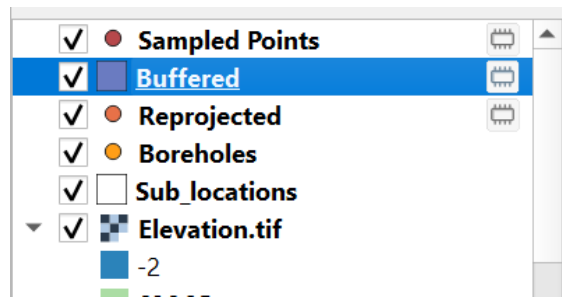 Sampled Points
Buffered
Reprojected
Boreholes
Sub_locations
Elevation.tif
-2